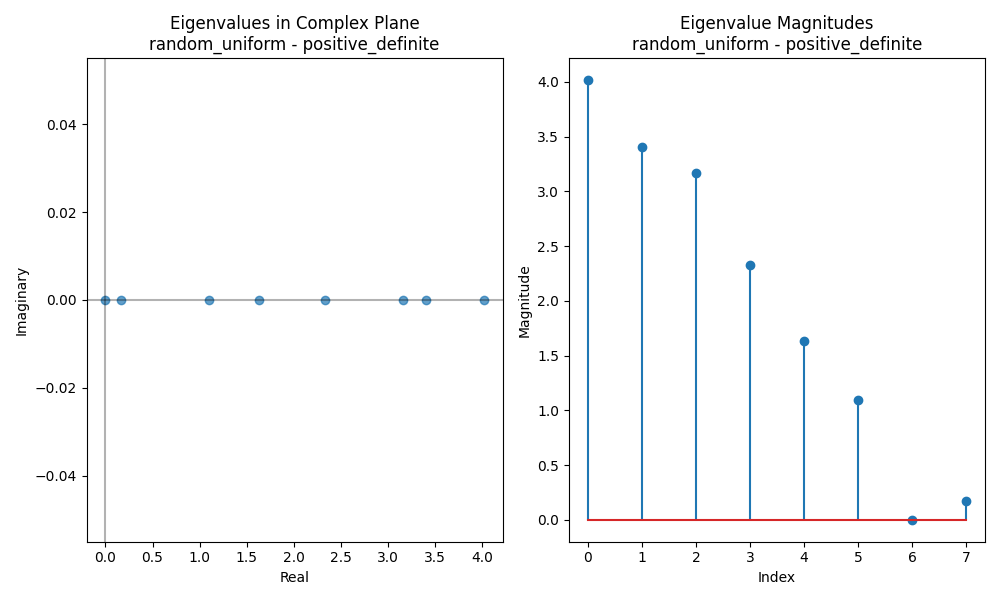 Eigenvalues in Complex Plane
random_uniform - positive_definite
0.04
0.02
0.00
−0.02
−0.04
Imaginary
0.0 0.5 1.0 1.5 2.0 2.5 3.0 3.5 4.0
Real
Eigenvalue Magnitudes
random_uniform - positive_definite
4.0
3.5
3.0
2.5
2.0
1.5
1.0
0.5
0.0
Magnitude
0 1 2 3 4 5 6 7
Index